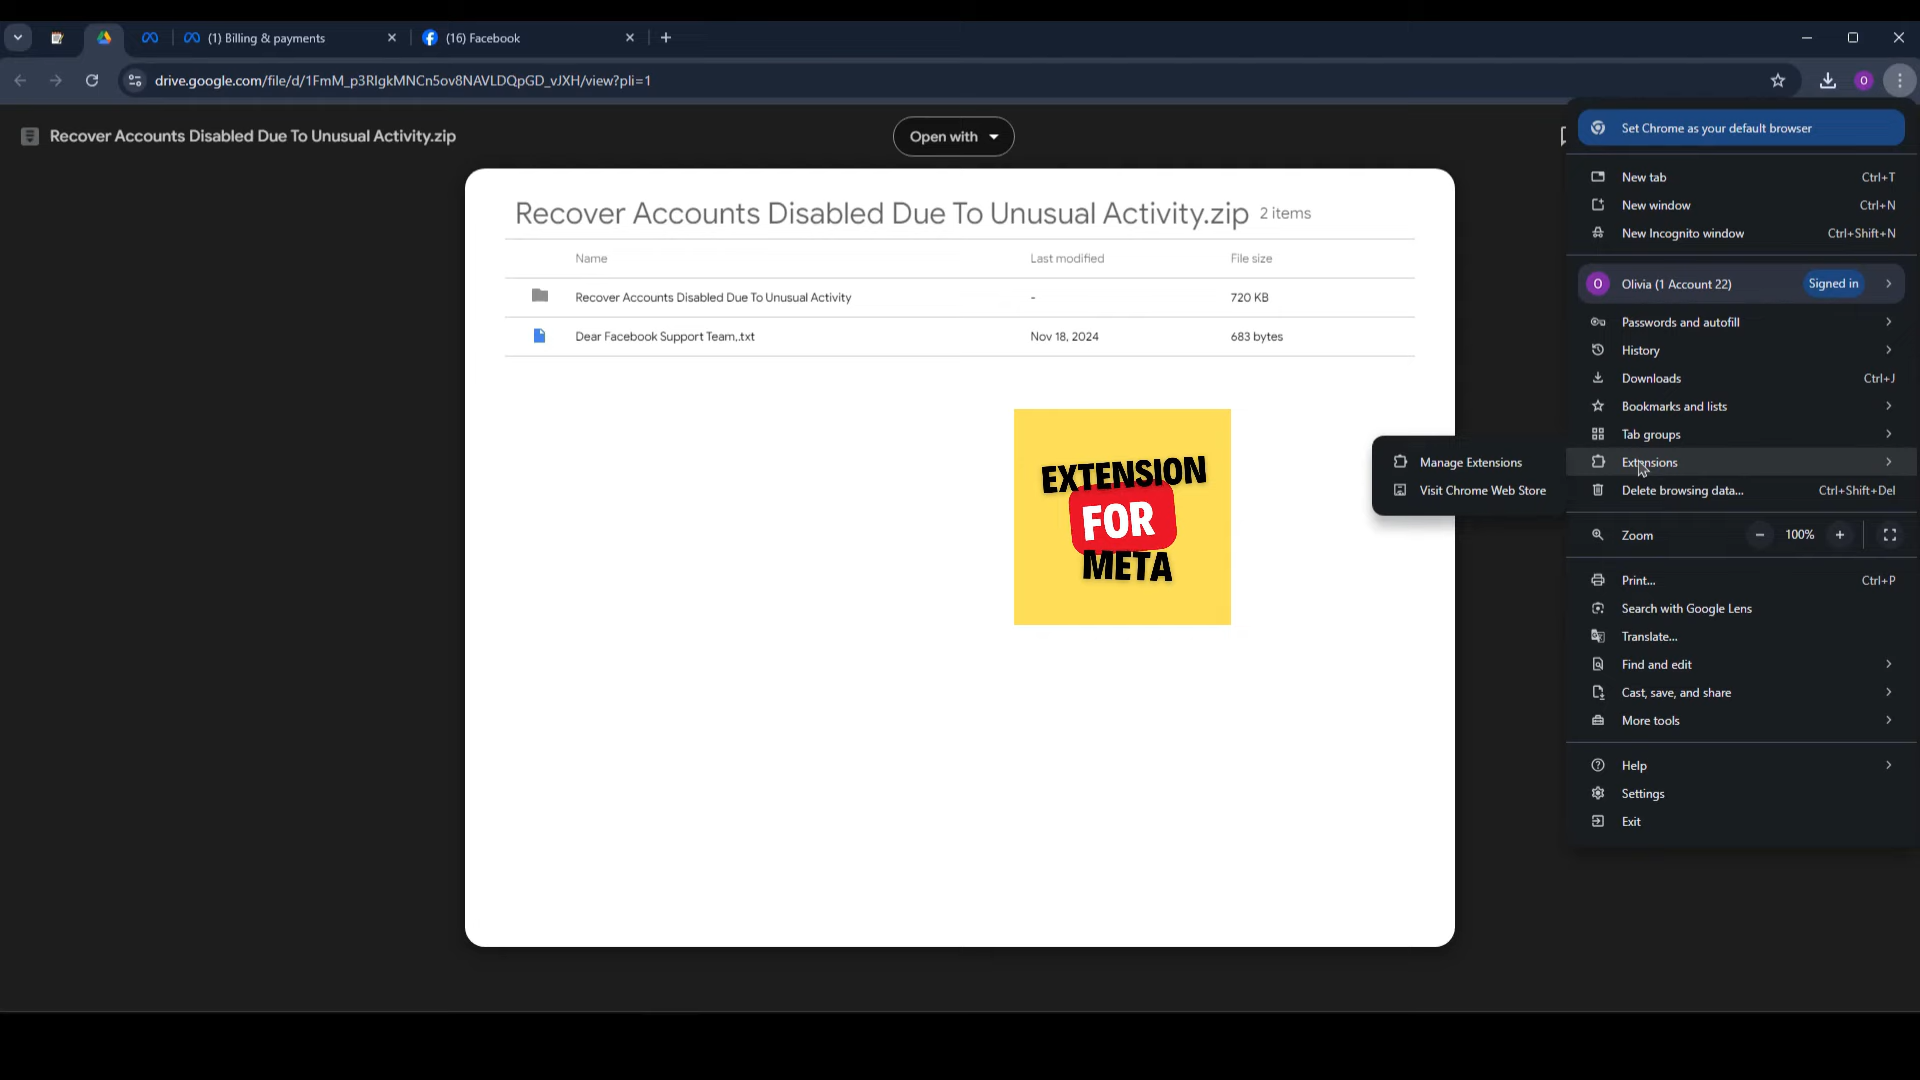 (1) Billing & payments
(16) Facebook
drive.google.com/file/d/1FmM_p3RIgkMNCn5ov8NAVLDQpGD_vJXH/view?pli=1
Recover Accounts Disabled Due To Unusual Activity.zip
Open with
Recover Accounts Disabled Due To Unusual Activity.zip 2 items
Name Last modified File size
Recover Accounts Disabled Due To Unusual Activity - 720 KB
Dear Facebook Support Team,.txt Nov 18, 2024 683 bytes
EXTENSION
FOR
META
Manage Extensions
Visit Chrome Web Store
O
Set Chrome as your default browser
New tab Ctrl+T
New window Ctrl+N
New Incognito window Ctrl+Shift+N
O Olivia (1 Account 22) Signed in
Passwords and autofill
History
Downloads Ctrl+J
Bookmarks and lists
Tab groups
Extensions
Delete browsing data... Ctrl+Shift+Del
Zoom 100%
Print... Ctrl+P
Search with Google Lens
Translate...
Find and edit
Cast, save, and share
More tools
Help
Settings
Exit